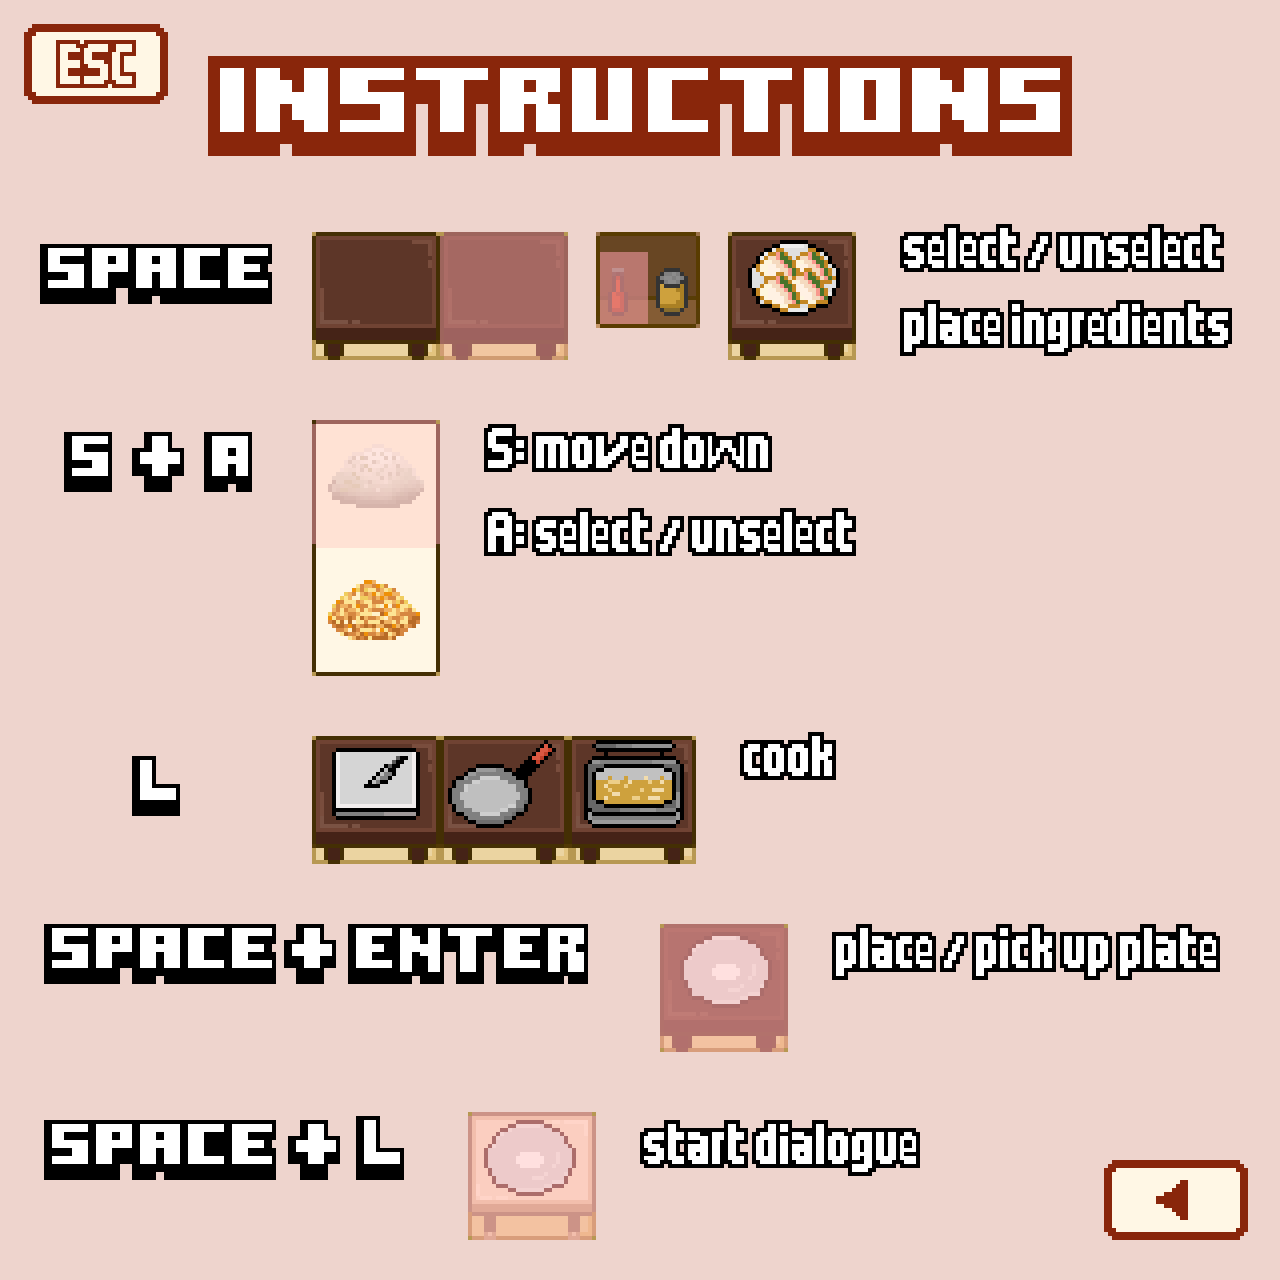 ESC
INSTRUCTIONS
SPACE
select / unselect
place ingredients
S + A
S: move down
A: select / unselect
L
cook
SPACE + ENTER
place / pick up plate
SPACE + L
start dialogue